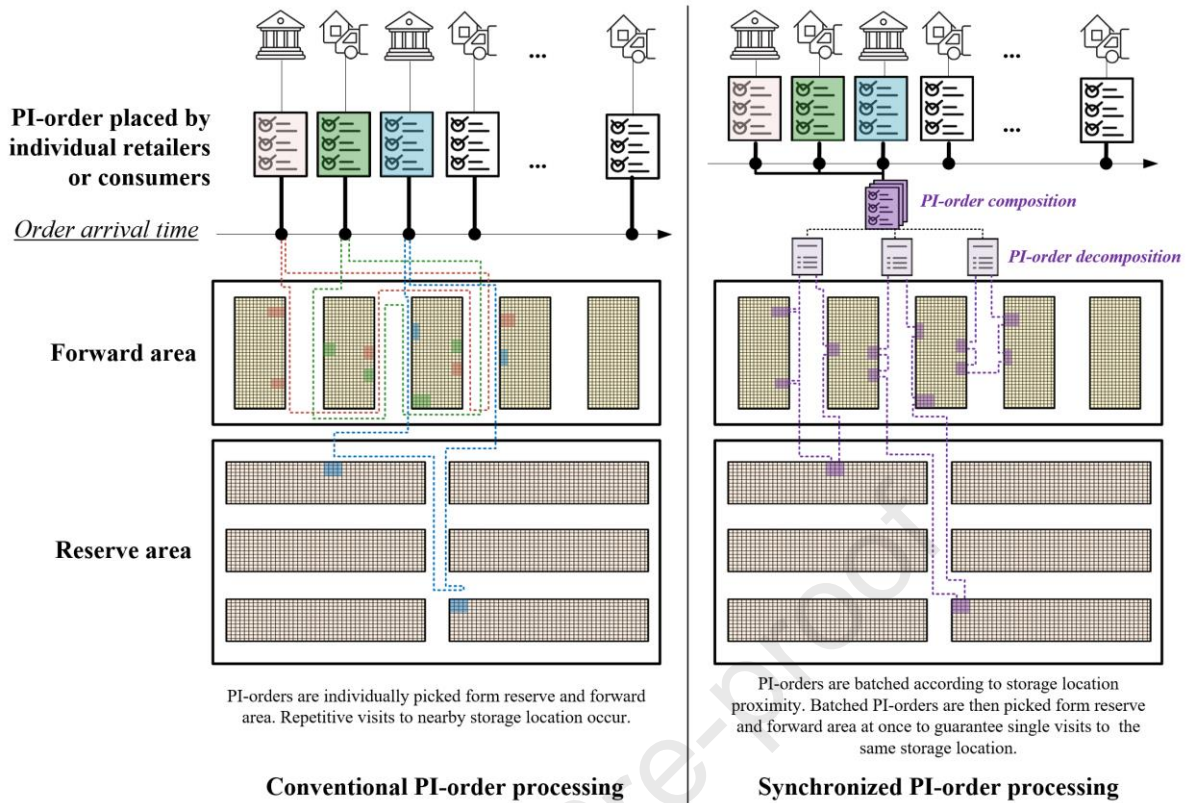 PI-order placed by
individual retailers
or consumers
Order arrival time
...
...
...
...
PI-order composition
PI-order decomposition
Forward area
Reserve area
PI-orders are individually picked form reserve and forward
area. Repetitive visits to nearby storage location occur.
Conventional PI-order processing
PI-orders are batched according to storage location
proximity. Batched PI-orders are then picked form reserve
and forward area at once to guarantee single visits to the
same storage location.
Synchronized PI-order processing
re-proof